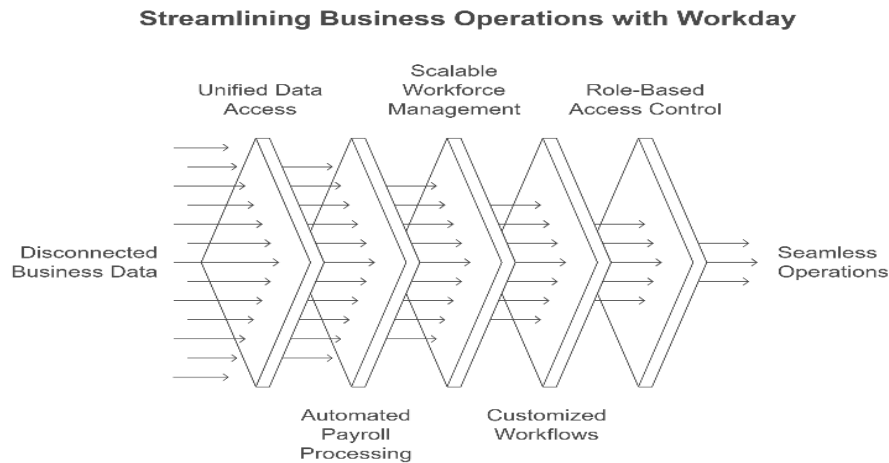 Streamlining Business Operations with Workday
Scalable
Workforce
Management
Unified Data
Access
Role-Based
Access Control
Disconnected
Business Data
Seamless
Operations
Automated
Payroll
Processing
Customized
Workflows